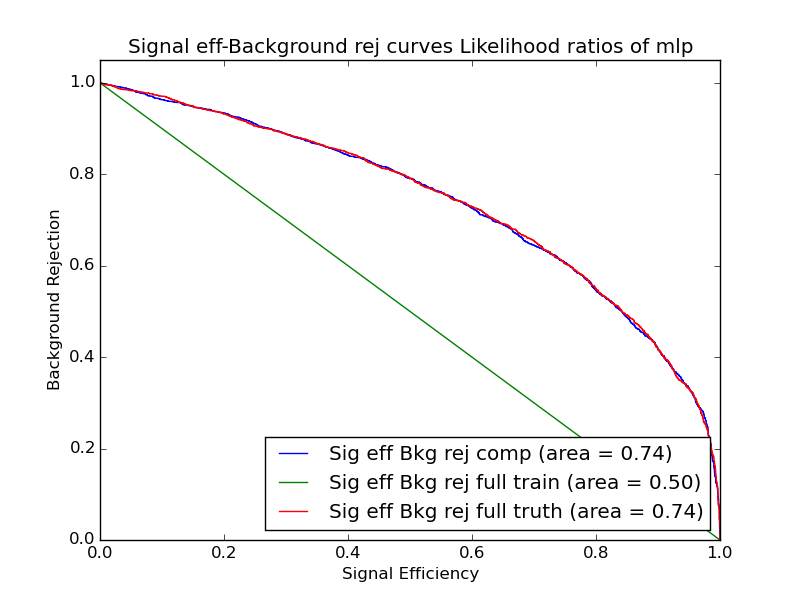 Signal eff-Background rej curves Likelihood ratios of mlp
1.0
0.8
0.6
0.4
0.2
0.0
Background Rejection
Sig eff Bkg rej comp (area = 0.74)
Sig eff Bkg rej full train (area = 0.50)
Sig eff Bkg rej full truth (area = 0.74)
0.0 0.2 0.4 0.6 0.8 1.0
Signal Efficiency